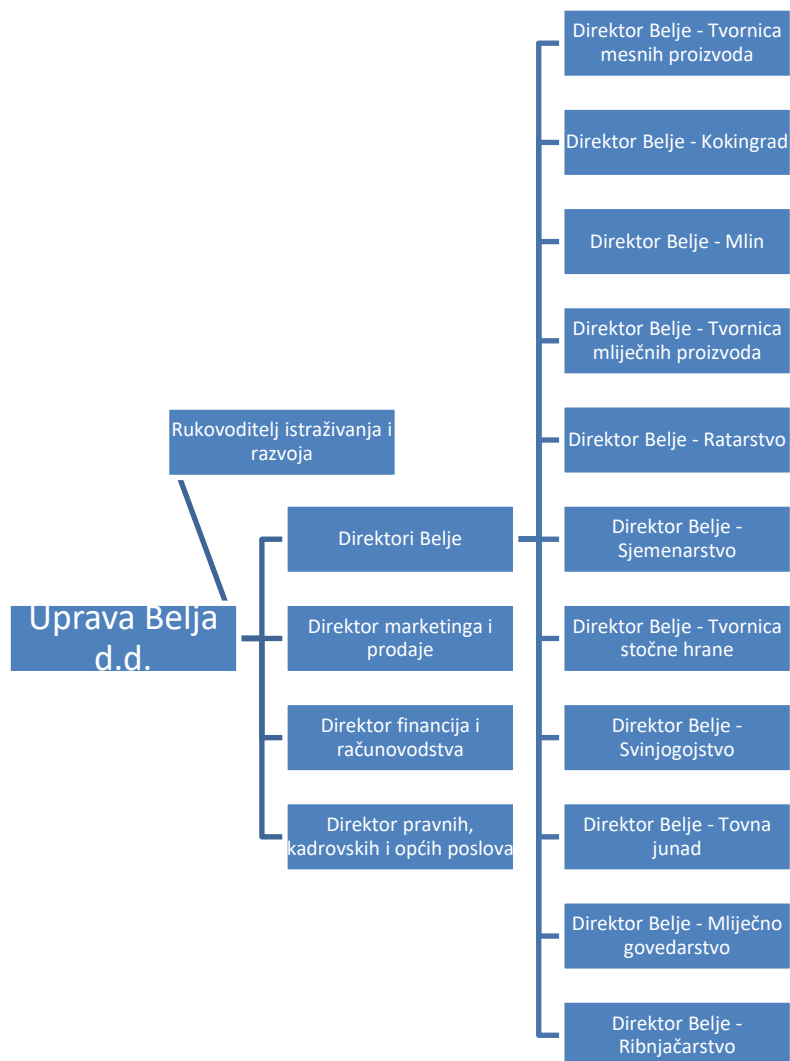 Uprava Belja
d.d.
Rukovoditelj istraživanja i
razvoja
Direktori Belje
Direktor marketinga i
prodaje
Direktor financija i
računovodstva
Direktor pravnih,
kadrovskih i općih poslova
Direktor Belje - Tvornica
mesnih proizvoda
Direktor Belje - Kokingrad
Direktor Belje - Mlin
Direktor Belje - Tvornica
mliječnih proizvoda
Direktor Belje - Ratarstvo
Direktor Belje -
Sjemenarstvo
Direktor Belje - Tvornica
stočne hrane
Direktor Belje -
Svinjogojstvo
Direktor Belje - Tovna
junad
Direktor Belje - Mliječno
govedarstvo
Direktor Belje -
Ribnjačarstvo